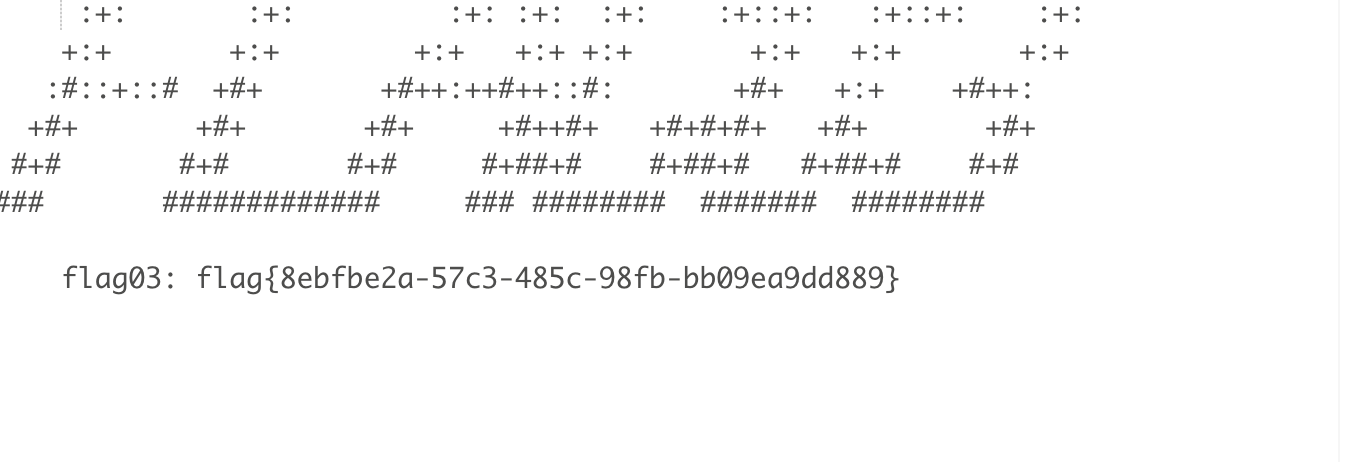 :+: :+: :+: :+: :+: :+::+: :+::+: :+:
+:+ +:+ +:+ +:+ +:+ +:+ +:+ +:+
:#::+::# +#+ +#++:++#++::#: +#+ +:+ +#++:
+#+ +#+ +#+ +#++#+ +#+#+#+ +#+ +#+
#+# #+# #+# #+##+# #+##+# #+##+# #+#
### ############# ### ######## ####### ########
flag03: flag{8ebfbe2a-57c3-485c-98fb-bb09ea9dd889}